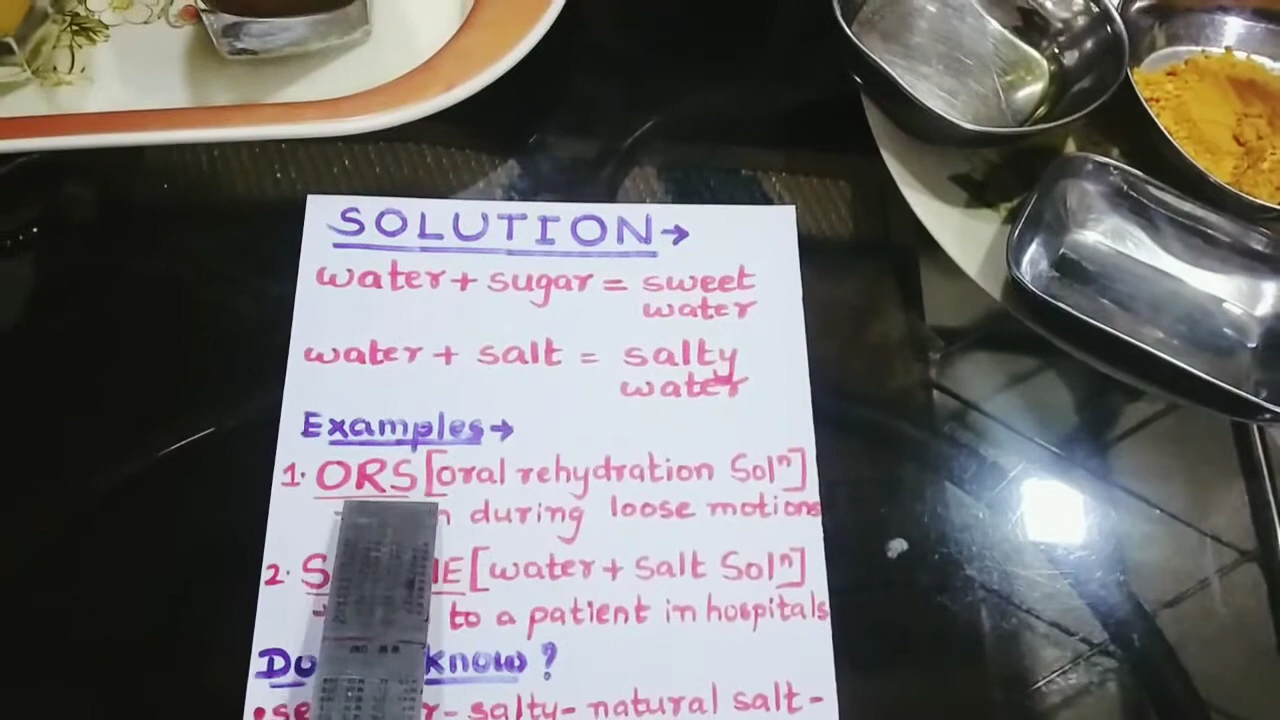 SOLUTION→
water + sugar = sweet
water
water + salt = salty
water
Examples→
1. ORS [oral rehydration Solⁿ]
during loose motions
2. [water + Salt Solⁿ]
to a patient in hospitals
know?
- salty - natural salt -